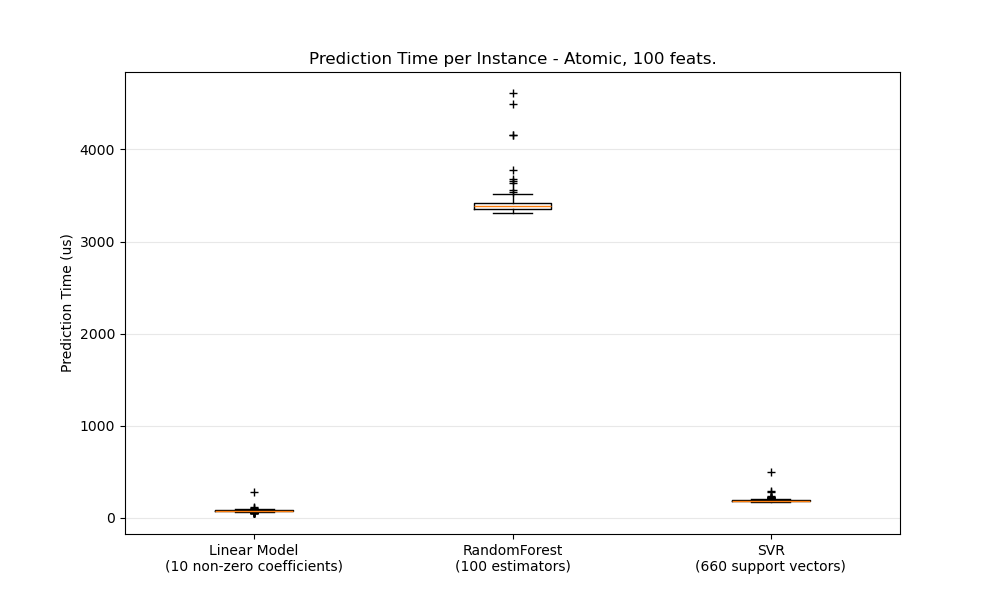 Prediction Time per Instance - Atomic, 100 feats.
Prediction Time (us)
4000
3000
2000
1000
0
Linear Model
(10 non-zero coefficients)
RandomForest
(100 estimators)
SVR
(660 support vectors)